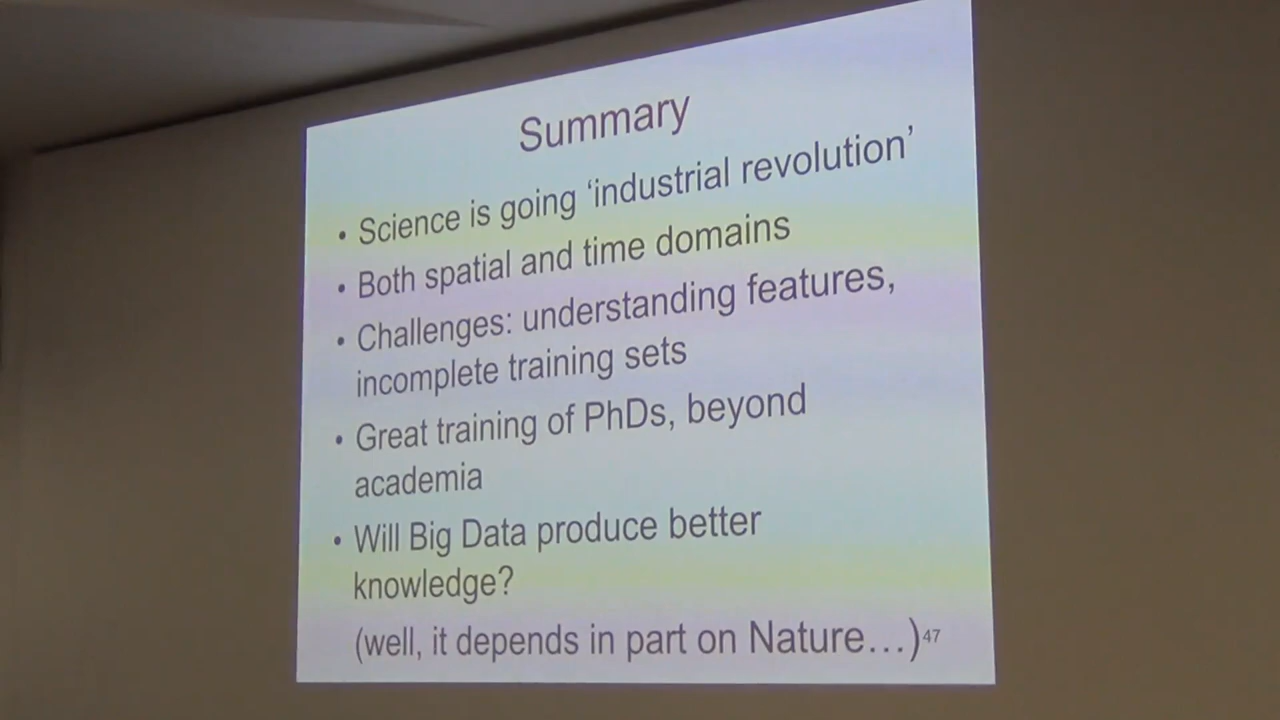 Summary
• Science is going ‘industrial revolution’
• Both spatial and time domains
• Challenges: understanding features,
incomplete training sets
• Great training of PhDs, beyond
academia
• Will Big Data produce better
knowledge?
(well, it depends in part on Nature…)47